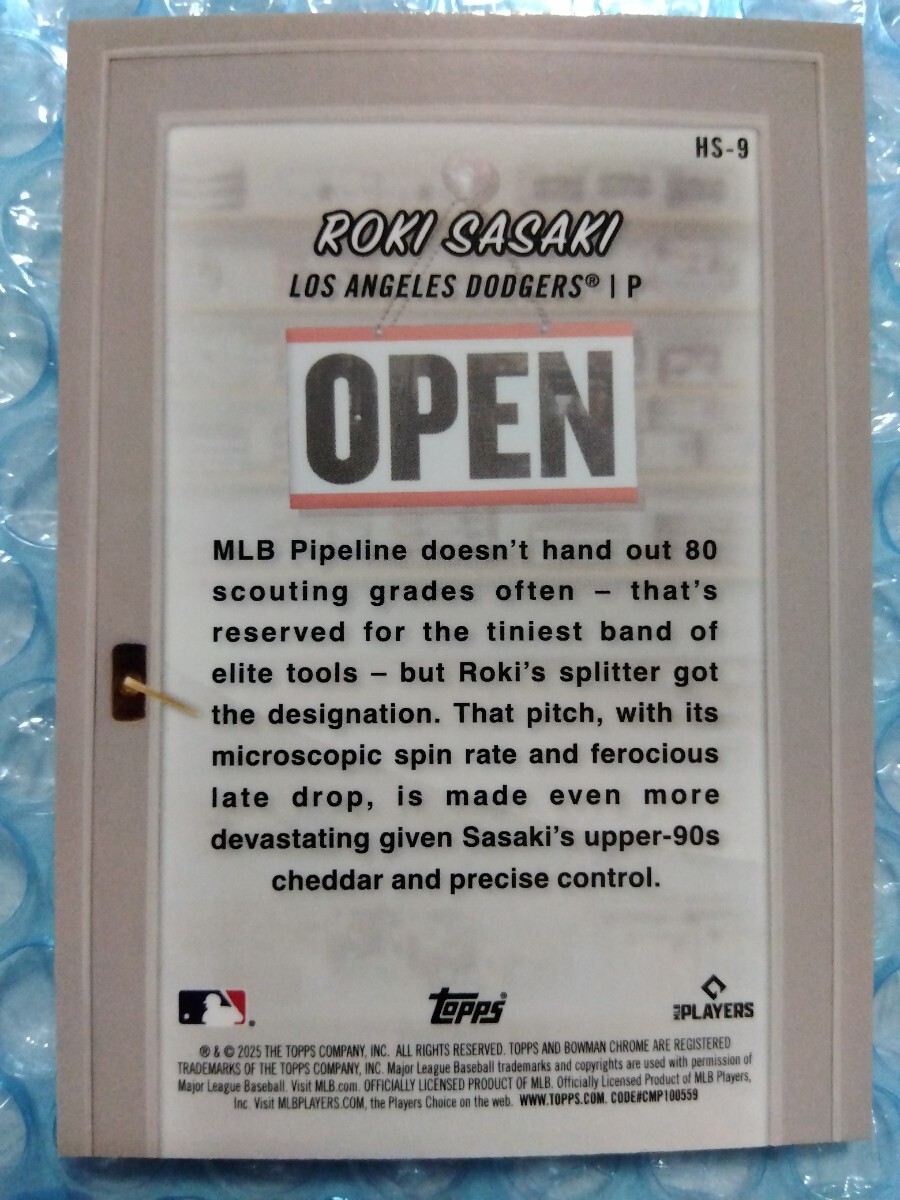 HS-9
ROKI SASAKI
LOS ANGELES DODGERS® | P
OPEN
MLB Pipeline doesn't hand out 80
scouting grades often – that's
reserved for the tiniest band of
elite tools – but Roki's splitter got
the designation. That pitch, with its
microscopic spin rate and ferocious
late drop, is made even more
devastating given Sasaki's upper-90s
cheddar and precise control.
topps®
MLB PLAYERS
® & © 2025 THE TOPPS COMPANY, INC. ALL RIGHTS RESERVED. TOPPS AND BOWMAN CHROME ARE REGISTERED
TRADEMARKS OF THE TOPPS COMPANY, INC. Major League Baseball trademarks and copyrights are used with permission of
Major League Baseball. Visit MLB.com. OFFICIALLY LICENSED PRODUCT OF MLB. Officially Licensed Product of MLB Players,
Inc. Visit MLBPLAYERS.COM, the Players Choice on the web. WWW.TOPPS.COM. CODE#CMP100559